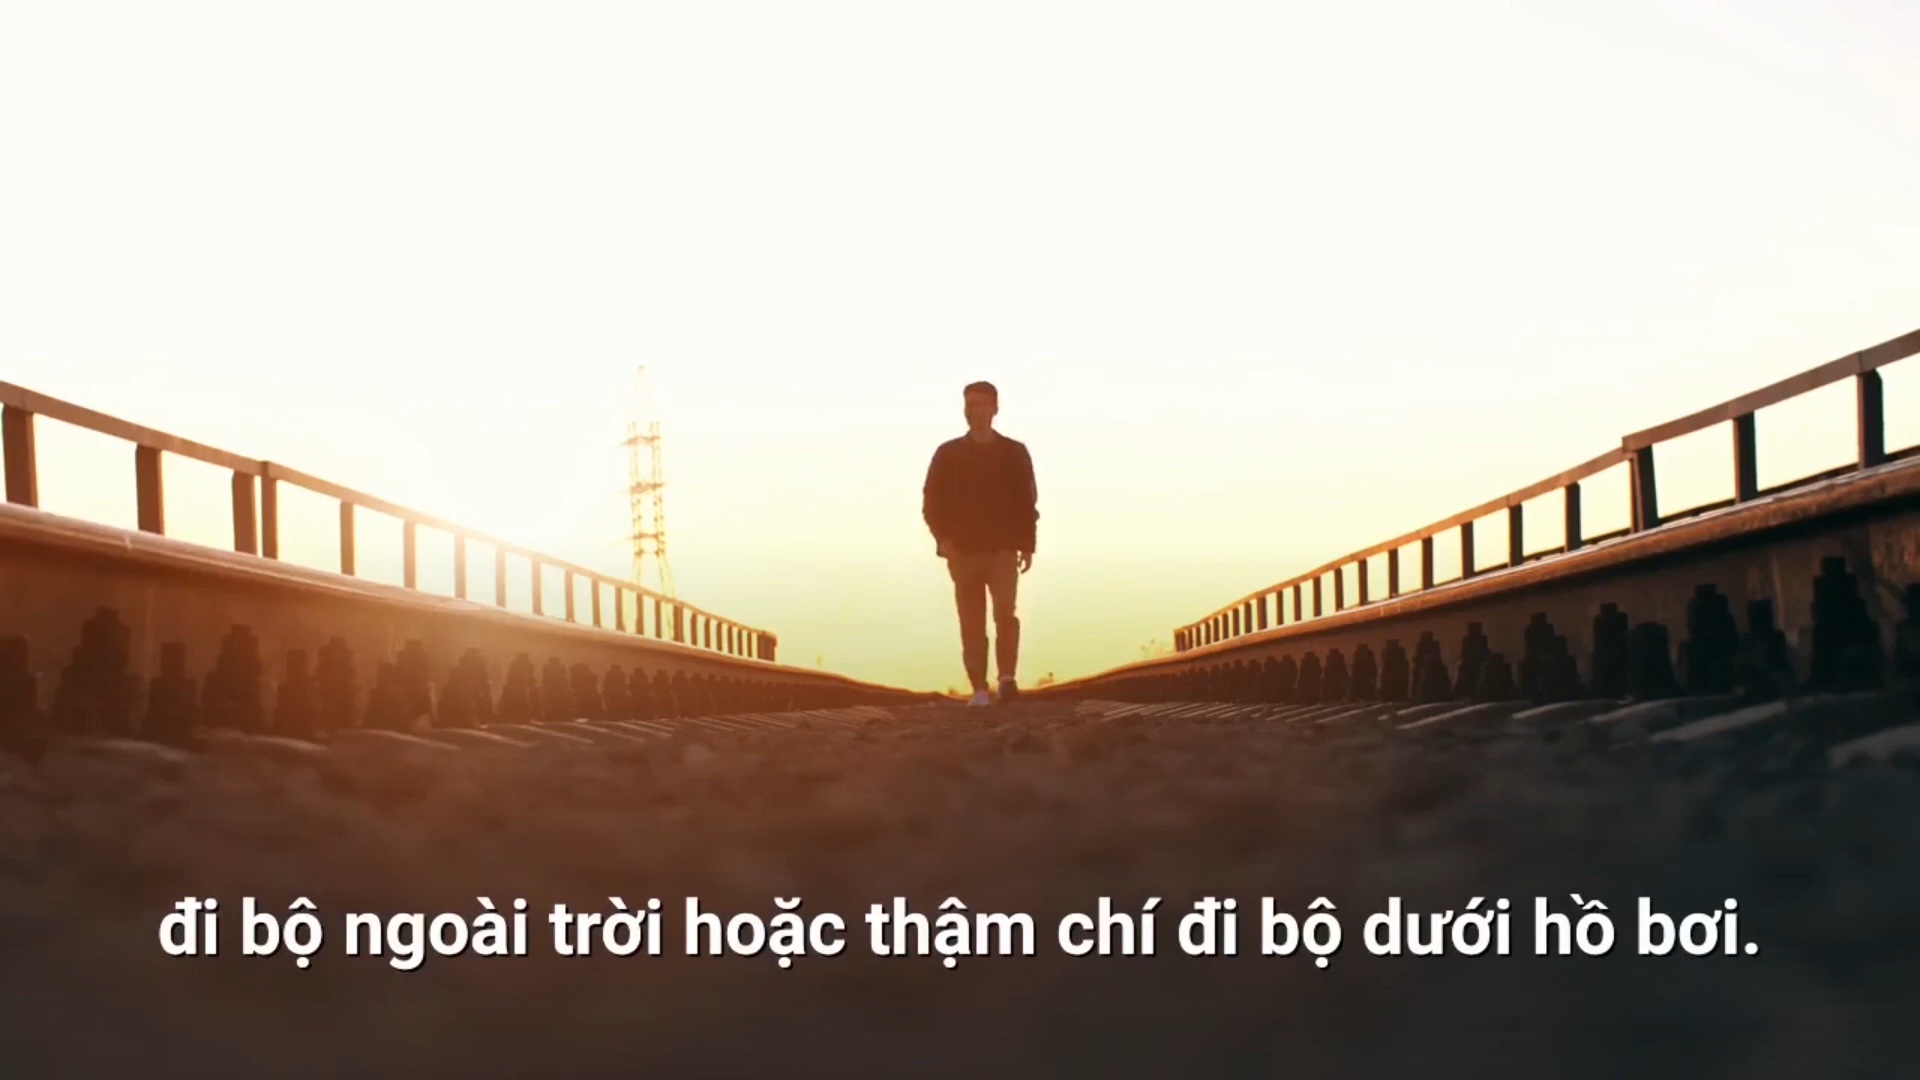 đi bộ ngoài trời hoặc thậm chí đi bộ dưới hồ bơi.